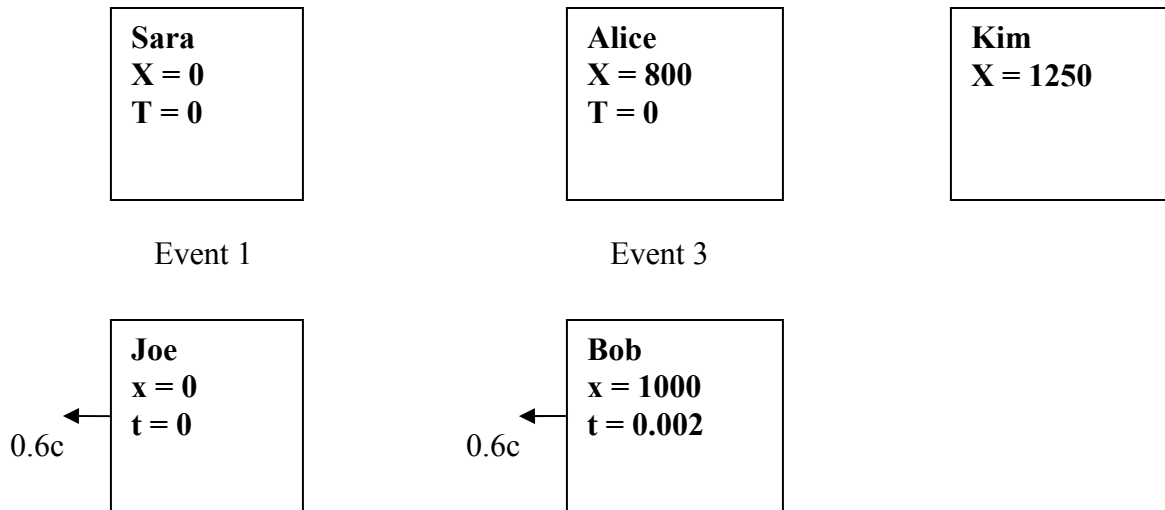 Sara
X = 0
T = 0
Alice
X = 800
T = 0
Kim
X = 1250
Event 1
Event 3
Joe
x = 0
t = 0
0.6c
Bob
x = 1000
t = 0.002
0.6c